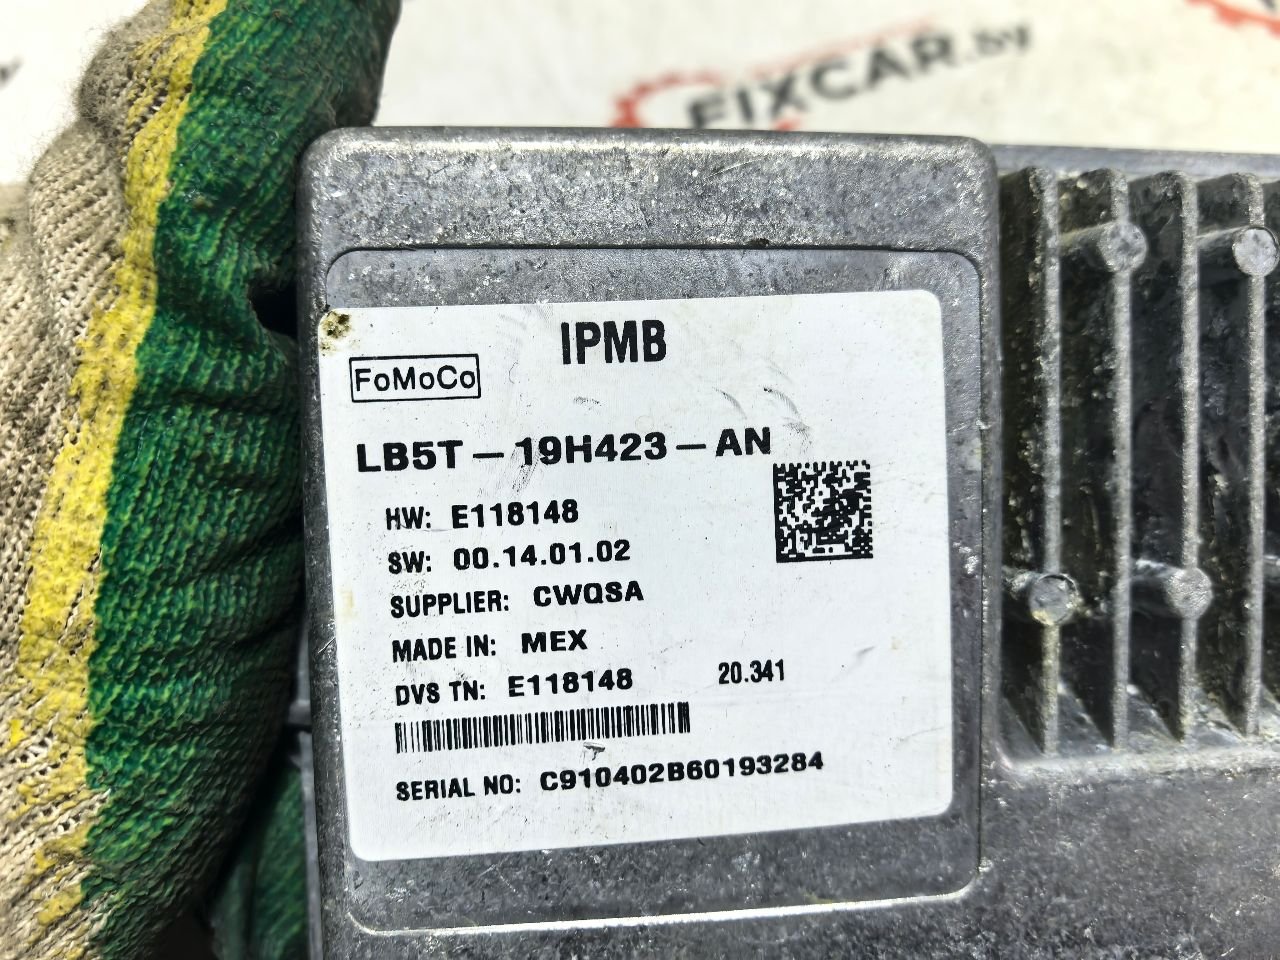 FIXCAR.by
IPMB
FoMoCo
LB5T-19H423-AN
HW: E118148
SW: 00.14.01.02
SUPPLIER: CWQSA
MADE IN: MEX
DVS TN: E118148 20.341
SERIAL NO: C910402B60193284